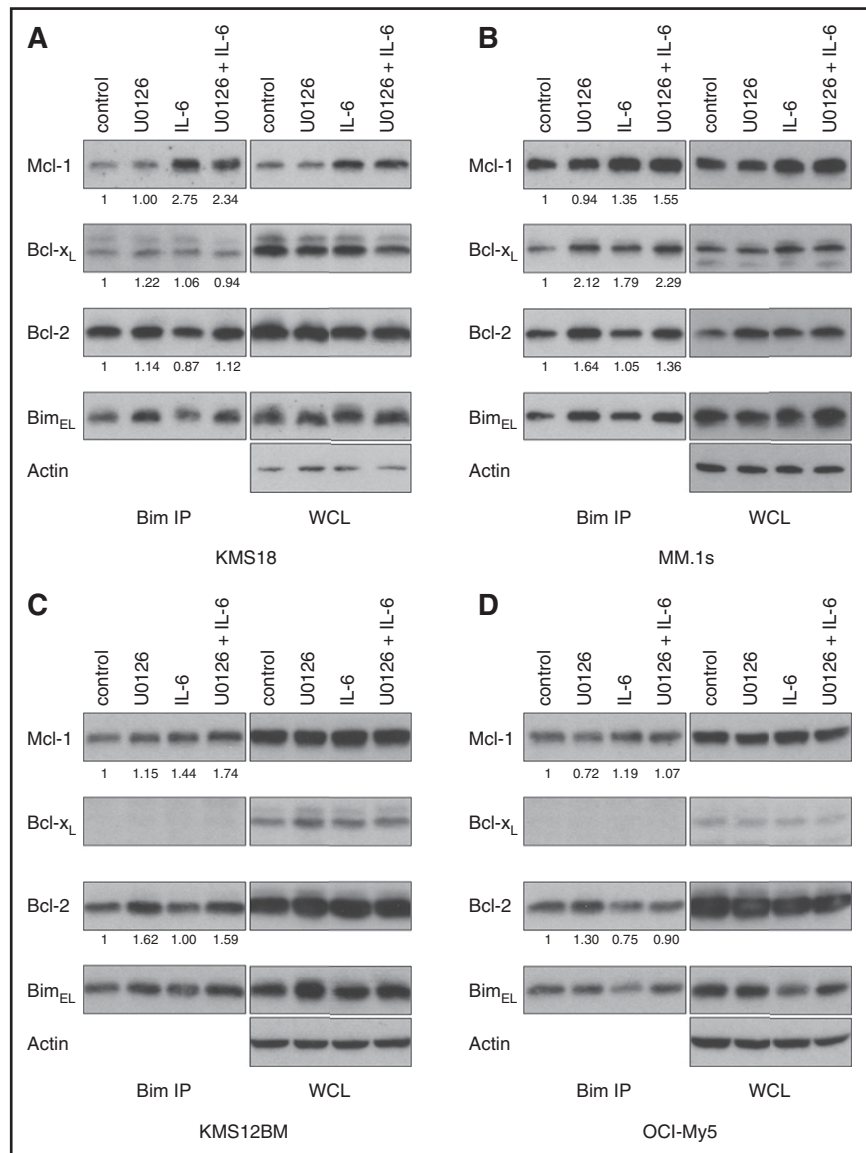 A
control U0126 IL-6 U0126 + IL-6 control U0126 IL-6 U0126 + IL-6
Mcl-1
1 1.00 2.75 2.34
Bcl-xL
1 1.22 1.06 0.94
Bcl-2
1 1.14 0.87 1.12
BimEL
Actin
Bim IP WCL
KMS18
B
control U0126 IL-6 U0126 + IL-6 control U0126 IL-6 U0126 + IL-6
Mcl-1
1 0.94 1.35 1.55
Bcl-xL
1 2.12 1.79 2.29
Bcl-2
1 1.64 1.05 1.36
BimEL
Actin
Bim IP WCL
MM.1s
C
control U0126 IL-6 U0126 + IL-6 control U0126 IL-6 U0126 + IL-6
Mcl-1
1 1.15 1.44 1.74
Bcl-xL
Bcl-2
1 1.62 1.00 1.59
BimEL
Actin
Bim IP WCL
KMS12BM
D
control U0126 IL-6 U0126 + IL-6 control U0126 IL-6 U0126 + IL-6
Mcl-1
1 0.72 1.19 1.07
Bcl-xL
Bcl-2
1 1.30 0.75 0.90
BimEL
Actin
Bim IP WCL
OCI-My5